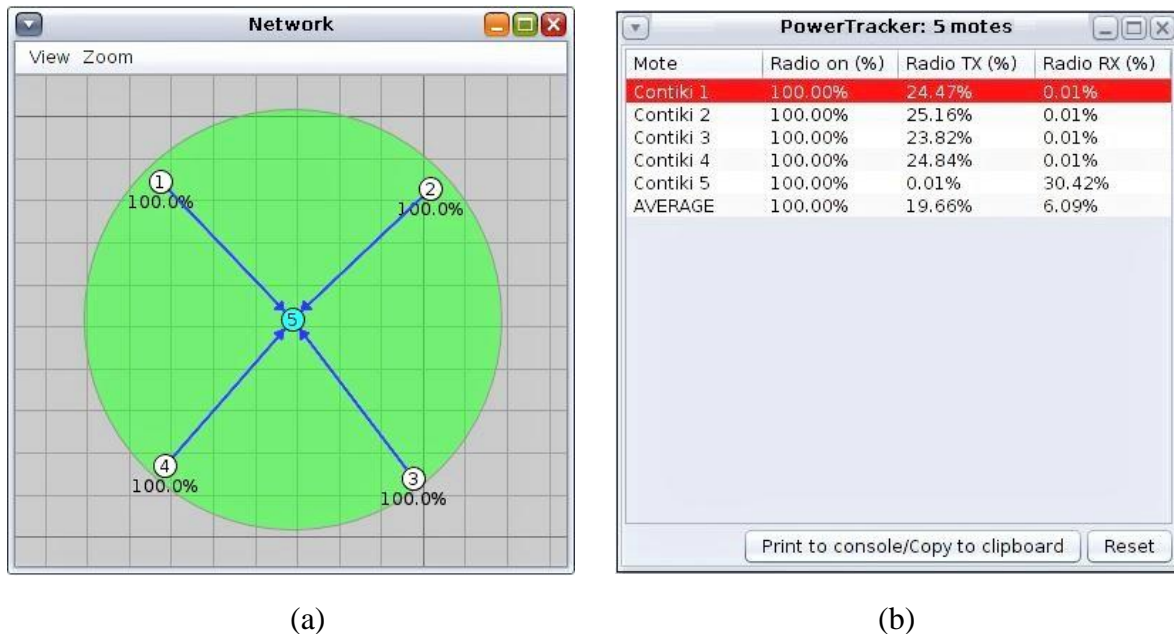 Network
View Zoom
1
100.0%
2
100.0%
5
4
100.0%
3
100.0%
(a)
PowerTracker: 5 motes
Mote Radio on (%) Radio TX (%) Radio RX (%)
Contiki 1 100.00% 24.47% 0.01%
Contiki 2 100.00% 25.16% 0.01%
Contiki 3 100.00% 23.82% 0.01%
Contiki 4 100.00% 24.84% 0.01%
Contiki 5 100.00% 0.01% 30.42%
AVERAGE 100.00% 19.66% 6.09%
Print to console/Copy to clipboard Reset
(b)